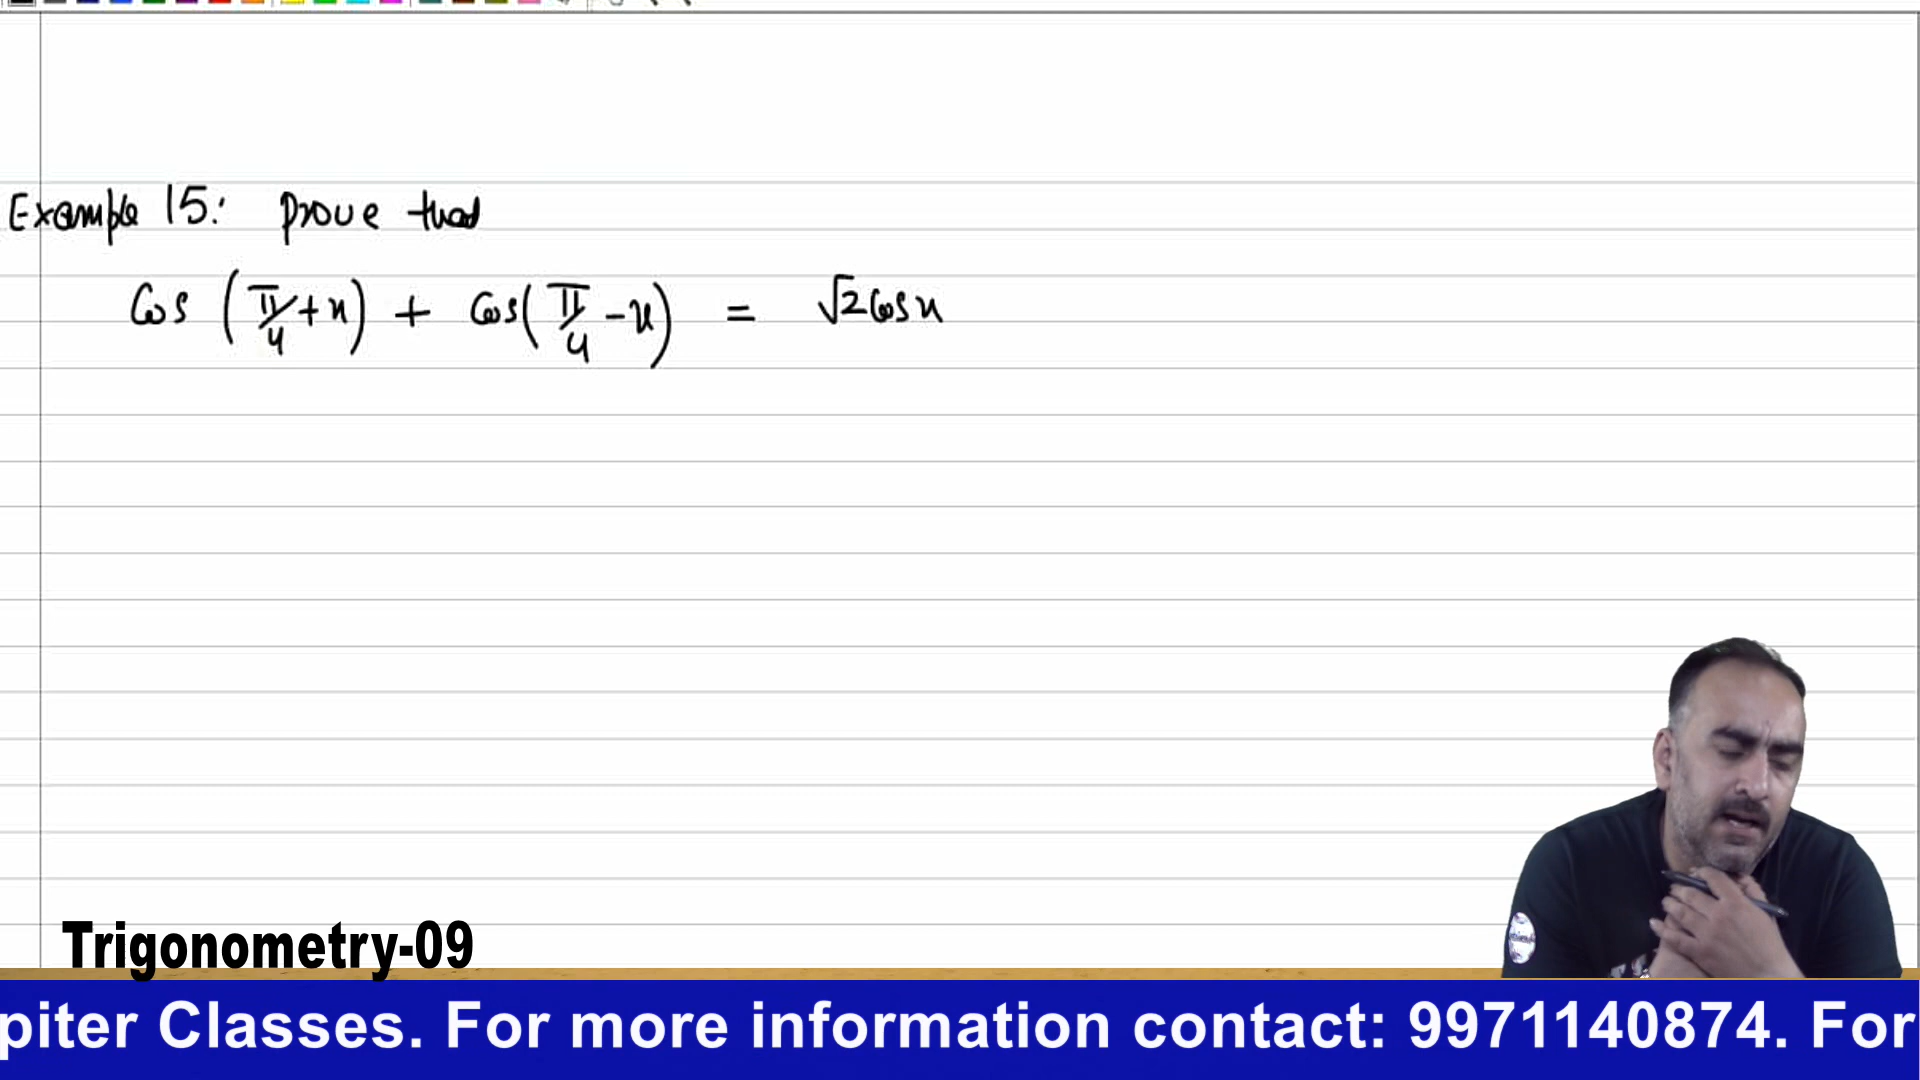 Example 15: Prove that
Cos (π/4 + x) + Cos(π/4 - x) = √2 Cos x
Trigonometry-09
piter Classes. For more information contact: 9971140874. For